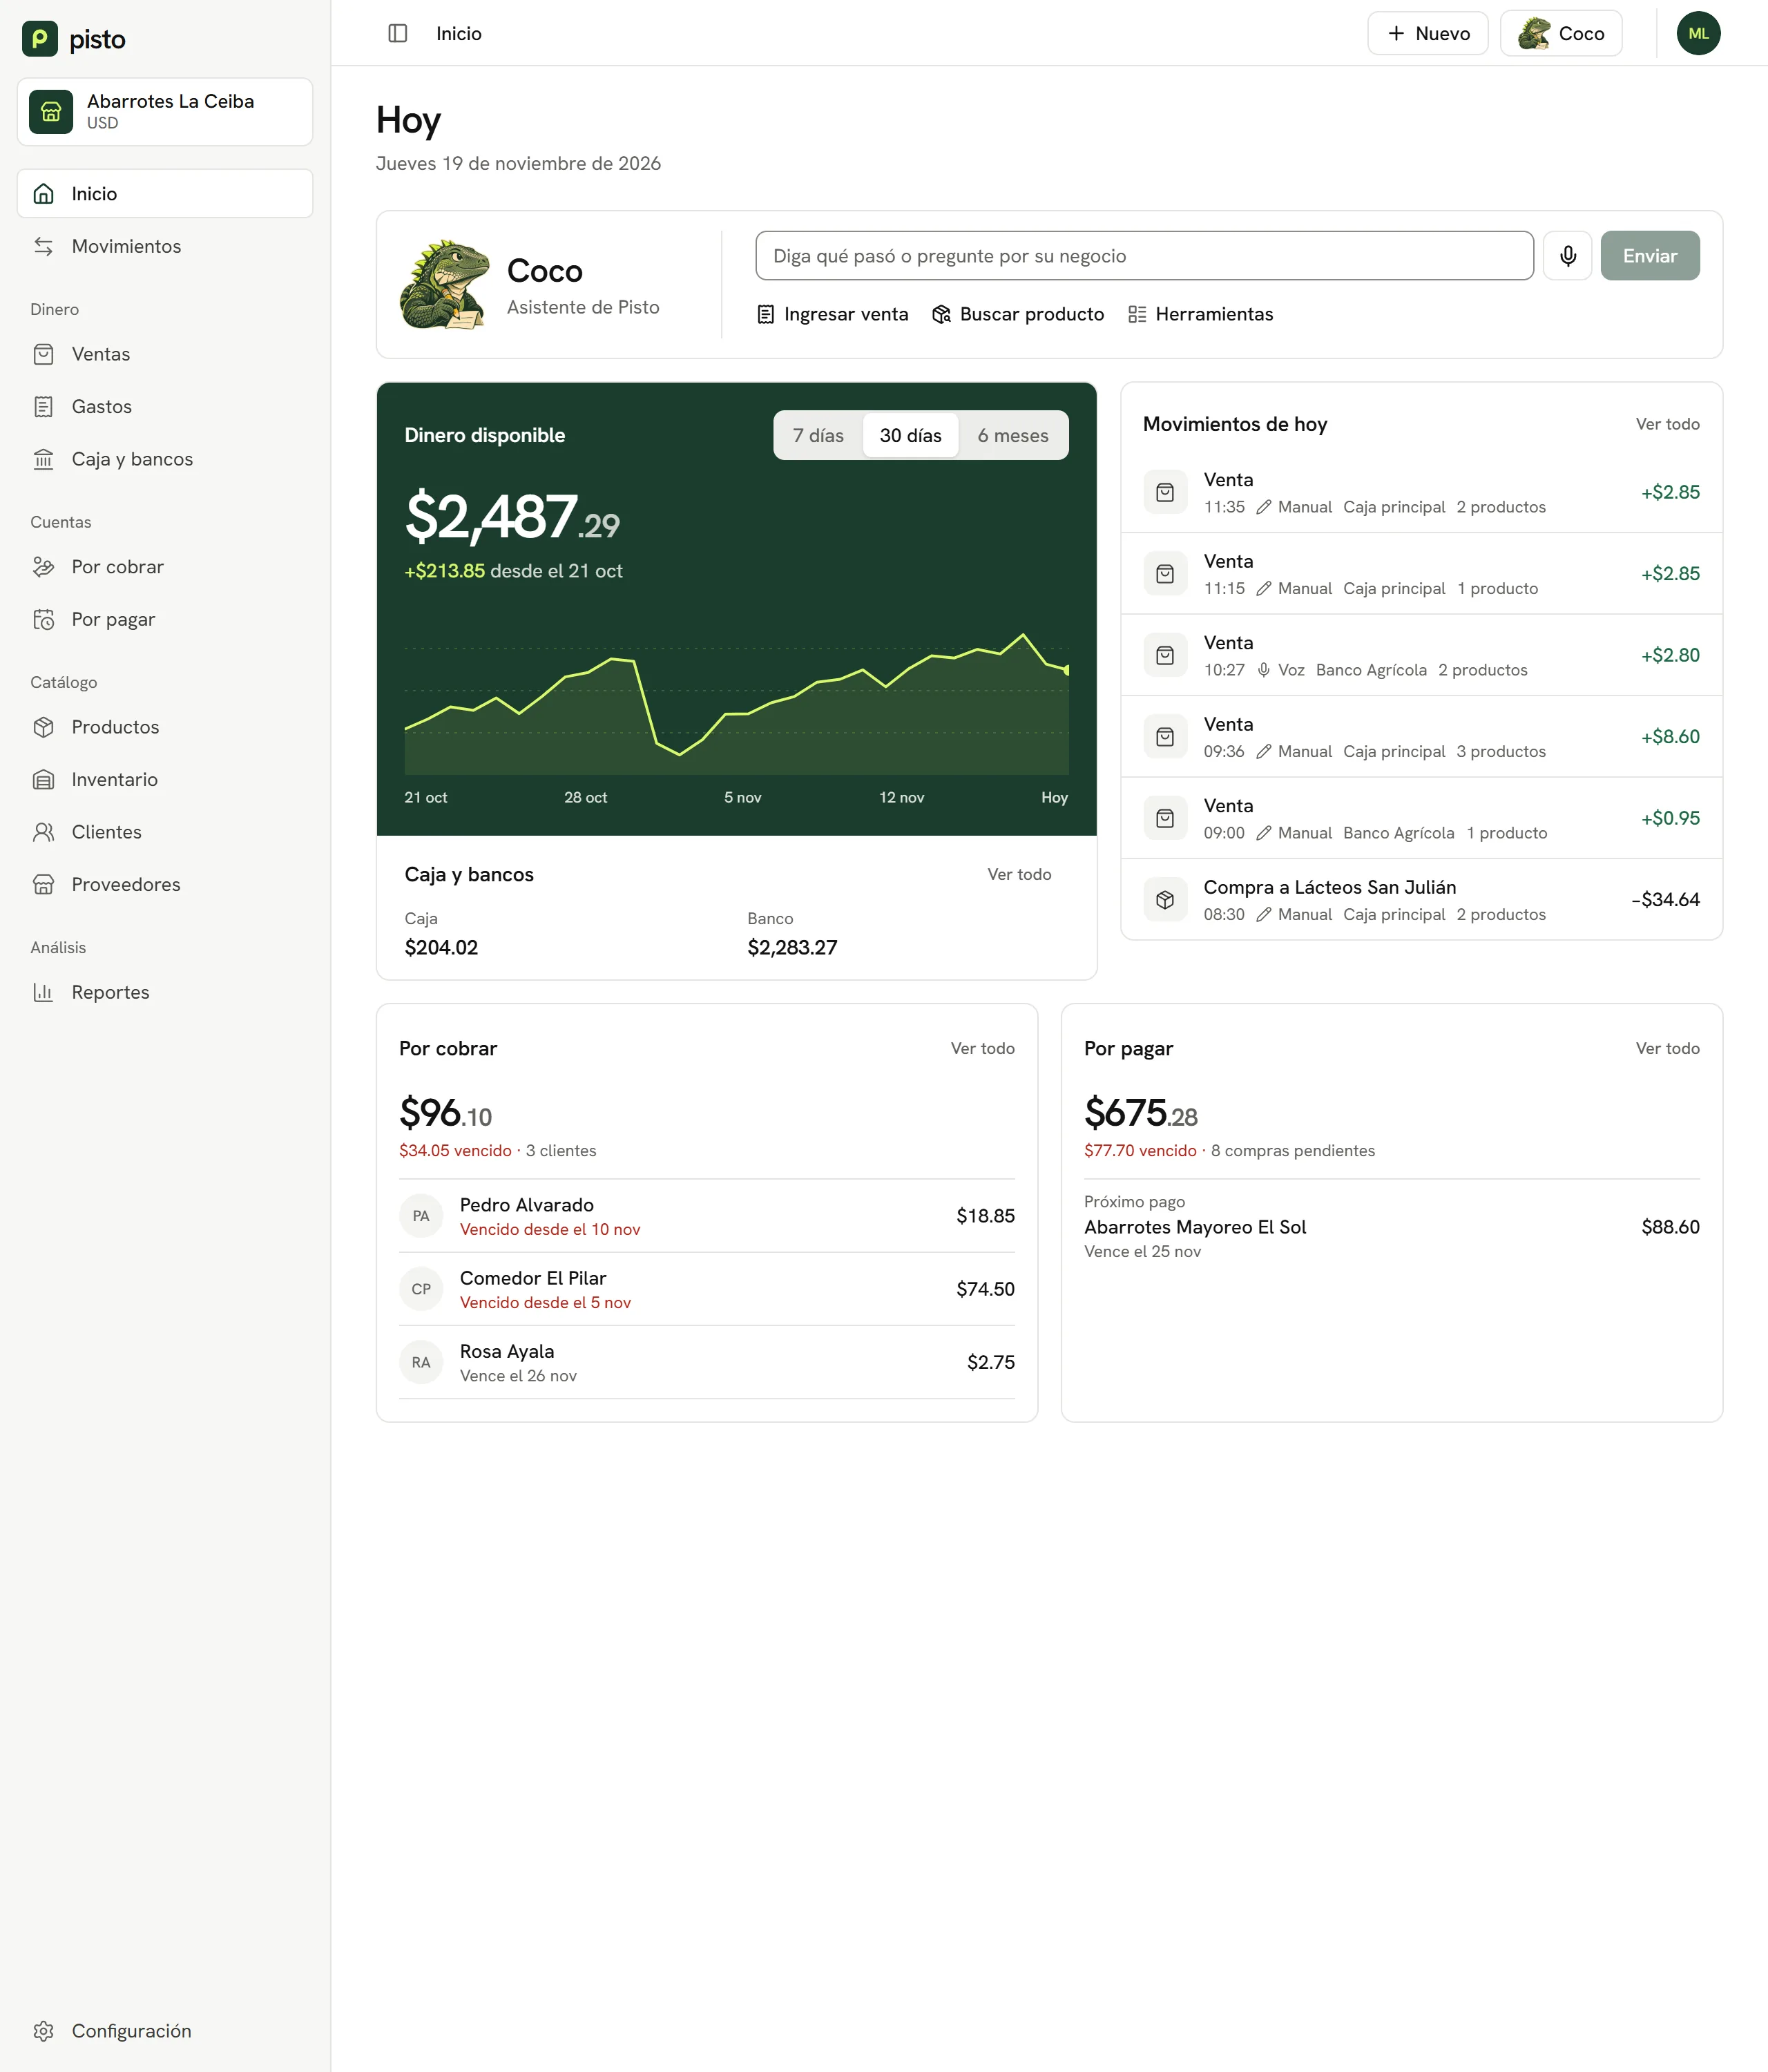 pisto
Abarrotes La Ceiba
USD
Inicio
Movimientos
Dinero
Ventas
Gastos
Caja y bancos
Cuentas
Por cobrar
Por pagar
Catálogo
Productos
Inventario
Clientes
Proveedores
Análisis
Reportes
Configuración
Inicio
Nuevo
Coco
ML
Hoy
Jueves 19 de noviembre de 2026
Coco
Asistente de Pisto
Diga qué pasó o pregunte por su negocio
Enviar
Ingresar venta Buscar producto Herramientas
Dinero disponible
7 días 30 días 6 meses
$2,487.29
+$213.85 desde el 21 oct
21 oct 28 oct 5 nov 12 nov Hoy
Caja y bancos Ver todo
Caja Banco
$204.02 $2,283.27
Movimientos de hoy Ver todo
Venta
11:35 Manual Caja principal 2 productos +$2.85
Venta
11:15 Manual Caja principal 1 producto +$2.85
Venta
10:27 Voz Banco Agrícola 2 productos +$2.80
Venta
09:36 Manual Caja principal 3 productos +$8.60
Venta
09:00 Manual Banco Agrícola 1 producto +$0.95
Compra a Lácteos San Julián
08:30 Manual Caja principal 2 productos −$34.64
Por cobrar Ver todo
$96.10
$34.05 vencido · 3 clientes
PA Pedro Alvarado $18.85
Vencido desde el 10 nov
CP Comedor El Pilar $74.50
Vencido desde el 5 nov
RA Rosa Ayala $2.75
Vence el 26 nov
Por pagar Ver todo
$675.28
$77.70 vencido · 8 compras pendientes
Próximo pago
Abarrotes Mayoreo El Sol $88.60
Vence el 25 nov